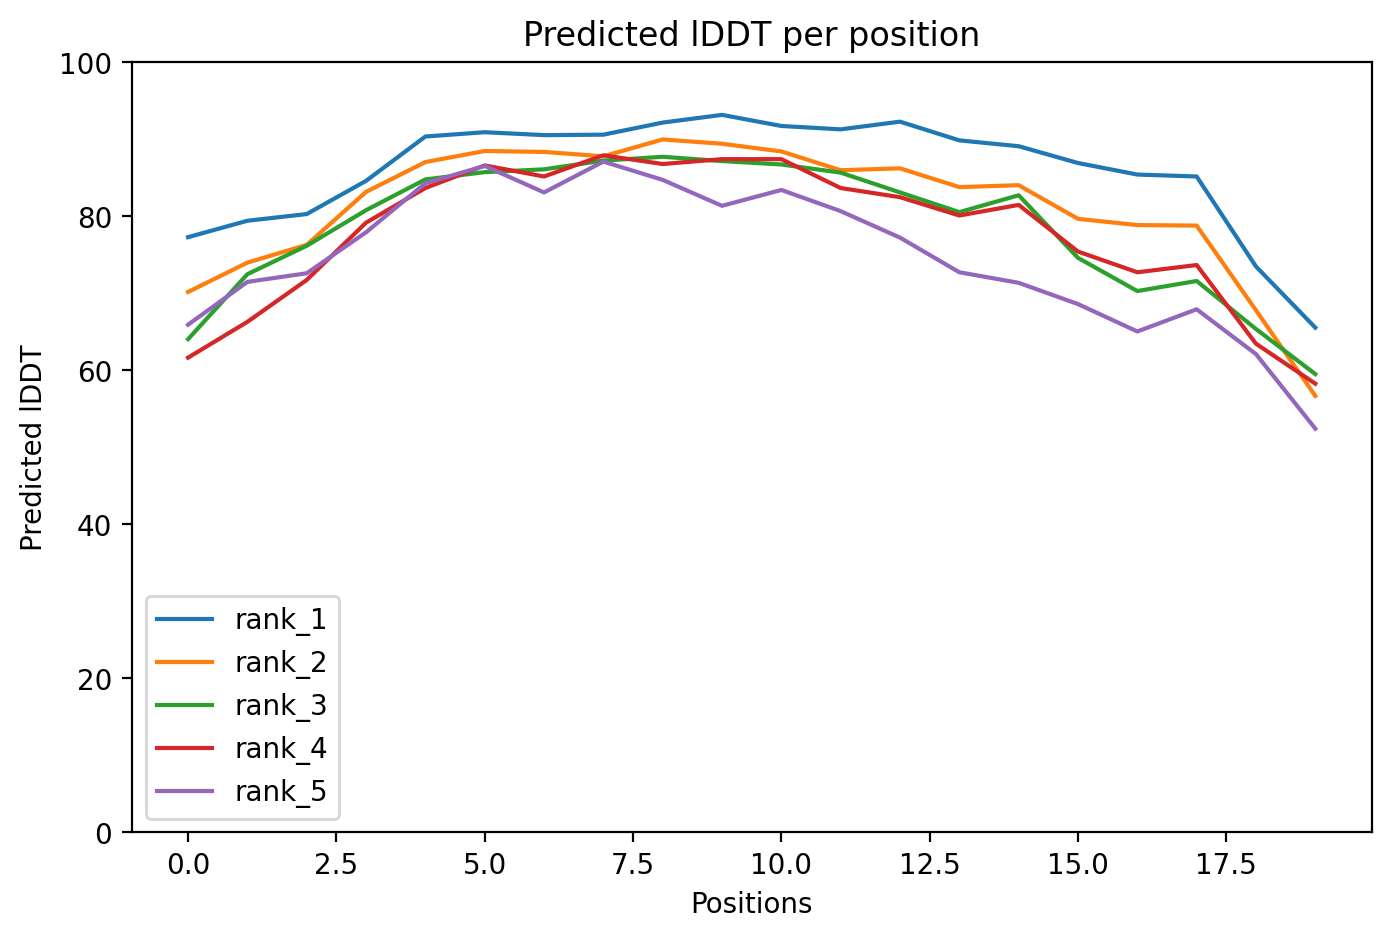 Predicted lDDT per position
100
80
60
40
20
0
Predicted lDDT
rank_1
rank_2
rank_3
rank_4
rank_5
0.0 2.5 5.0 7.5 10.0 12.5 15.0 17.5
Positions